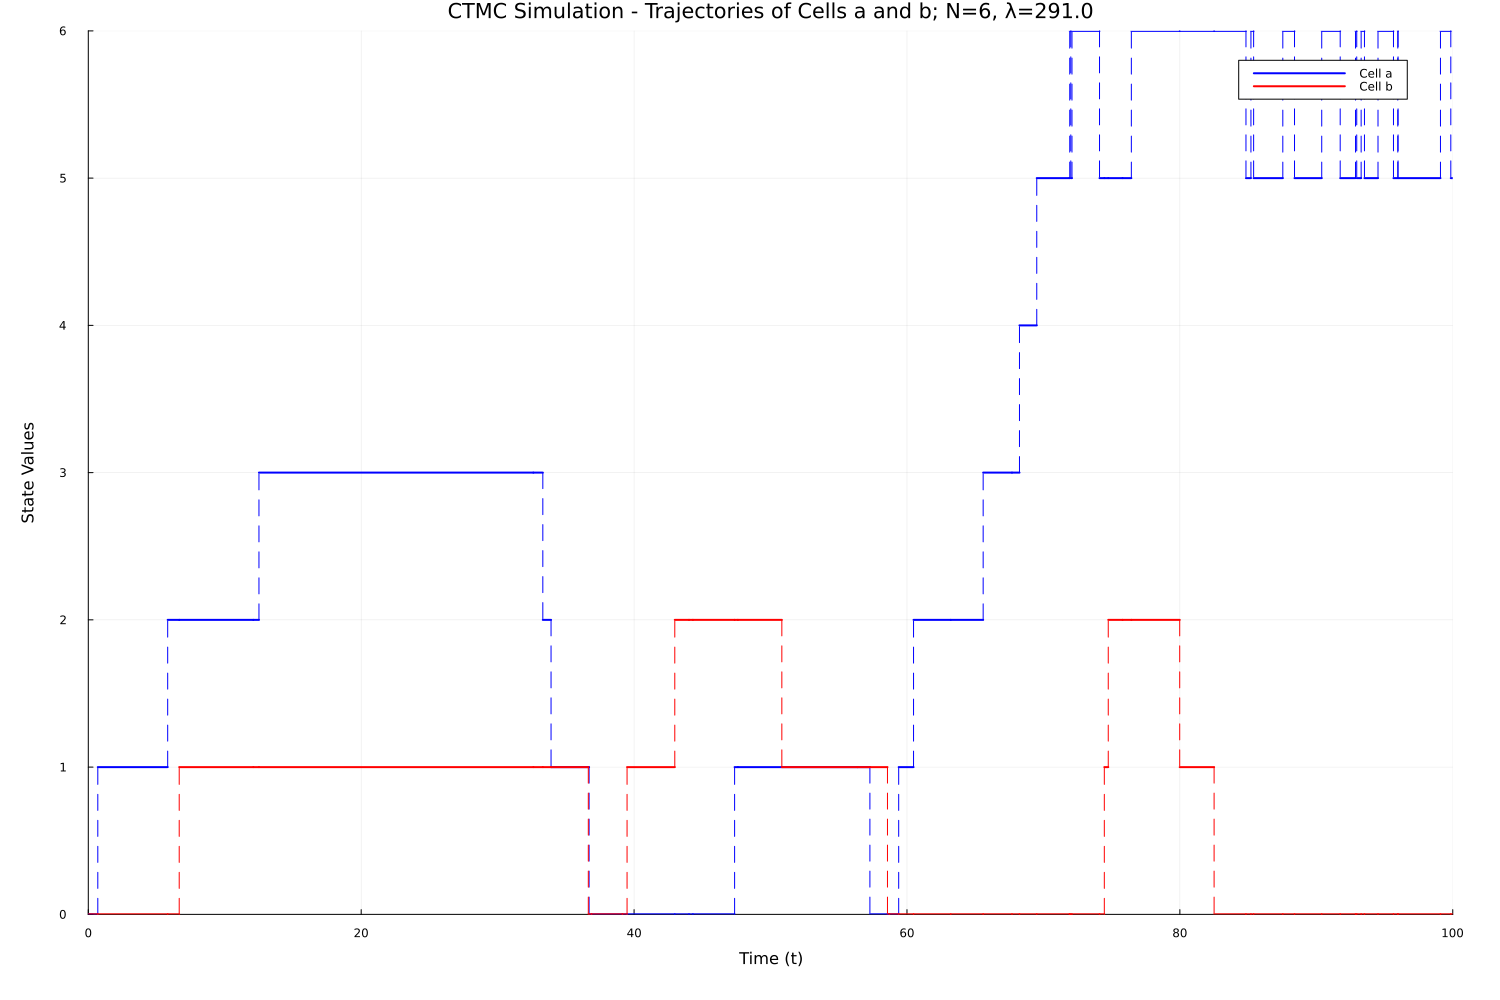 CTMC Simulation - Trajectories of Cells a and b; N=6, λ=291.0
6
Cell a
Cell b
5
4
State Values
3
2
1
0
0 20 40 60 80 100
Time (t)